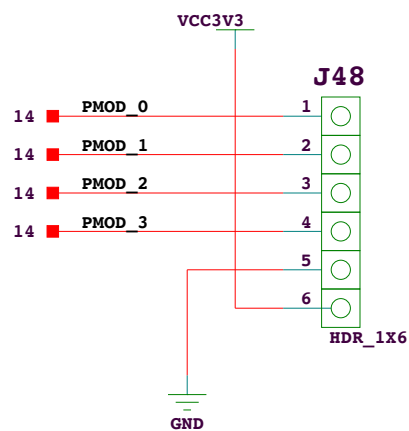 VCC3V3
J48
14 PMOD_0 1
14 PMOD_1 2
14 PMOD_2 3
14 PMOD_3 4
5
6
HDR_1X6
GND